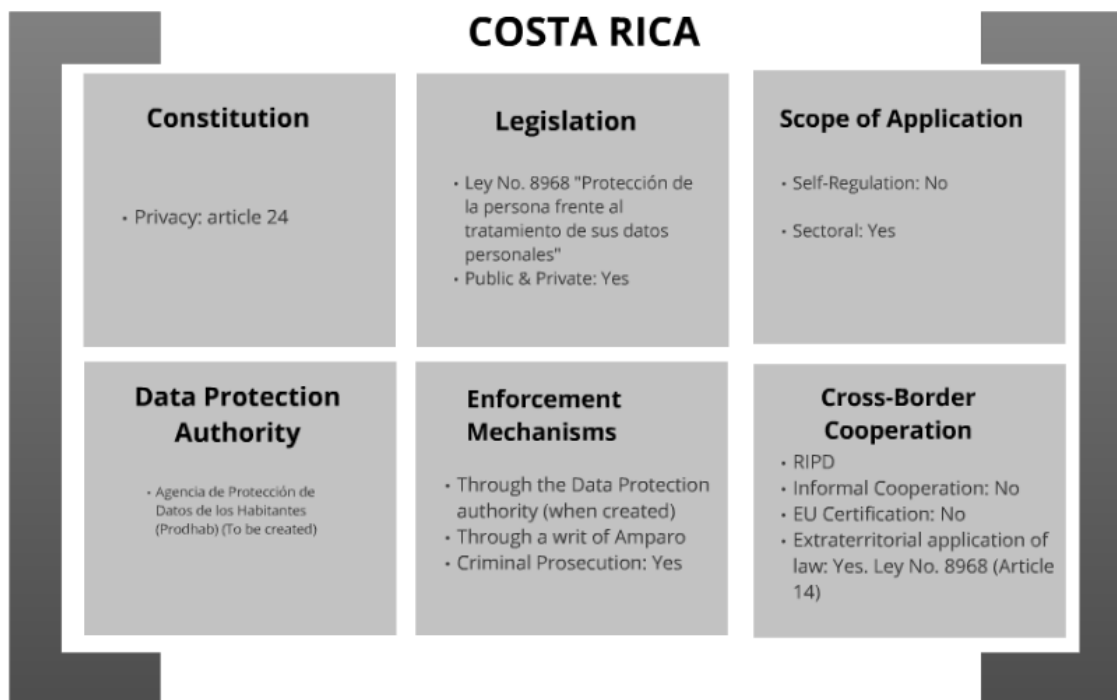 COSTA RICA
Constitution
• Privacy: article 24
Legislation
• Ley No. 8968 "Protección de
la persona frente al
tratamiento de sus datos
personales"
• Public & Private: Yes
Scope of Application
• Self-Regulation: No
• Sectoral: Yes
Data Protection
Authority
• Agencia de Protección de
Datos de los Habitantes
(Prodhab) (To be created)
Enforcement
Mechanisms
• Through the Data Protection
authority (when created)
• Through a writ of Amparo
• Criminal Prosecution: Yes
Cross-Border
Cooperation
• RIPD
• Informal Cooperation: No
• EU Certification: No
• Extraterritorial application of
law: Yes. Ley No. 8968 (Article
14)